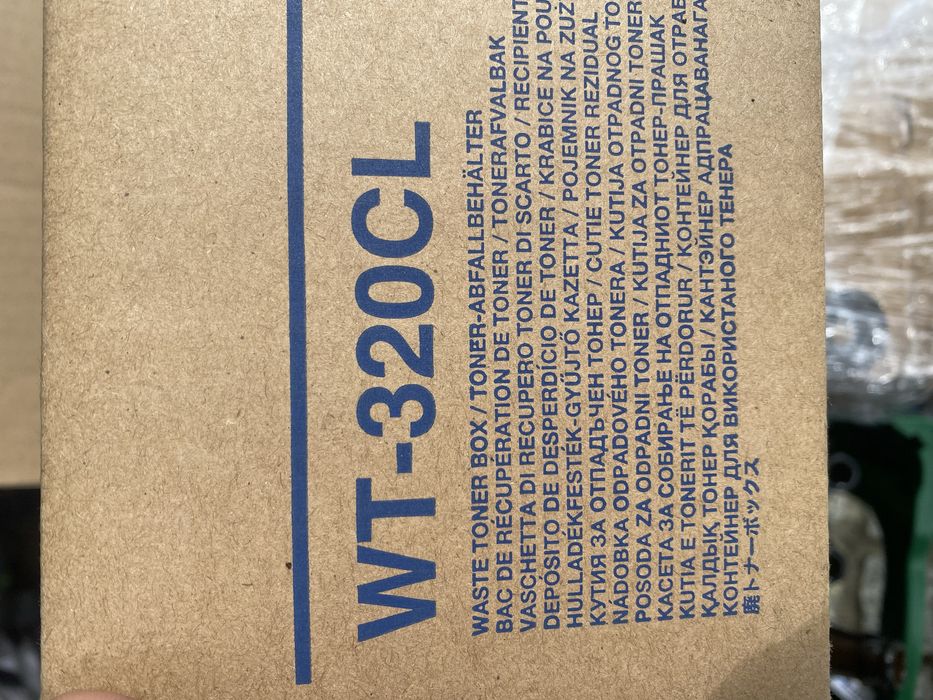 WT-320CL
WASTE TONER BOX / TONER-ABFALLBEHÄLTER
BAC DE RÉCUPÉRATION DE TONER / TONERAFVALBAK
VASCHETTA DI RECUPERO TONER DI SCARTO / RECIPIENT
DEPÓSITO DE DESPERDÍCIO DE TONER / KRABICE NA POU
HULLADÉKFESTÉK-GYŰJTŐ KAZETTA / POJEMNIK NA ZUŻ
КУТИЯ ЗА ОТПАДЪЧЕН ТОНЕР / CUTIE TONER REZIDUAL
NÁDOBKA ODPADOVÉHO TONERA / KUTIJA OTPADNOG TO
POSODA ZA ODPADNI TONER / KUTIJA ZA OTPADNI TONER
КАСЕТА ЗА СОБИРАЊЕ НА ОТПАДНИОТ ТОНЕР-ПРАШАК
KUTIA E TONERIT TË PËRDORUR / КОНТЕЙНЕР ДЛЯ ОТРАБ
ҚАЛДЫҚ ТОНЕР ҚОРАБЫ / КАНТЭЙНЕР АДПРАЦАВАНАГА
КОНТЕЙНЕР ДЛЯ ВИКОРИСТАНОГО ТЕНЕРА
廃トナーボックス